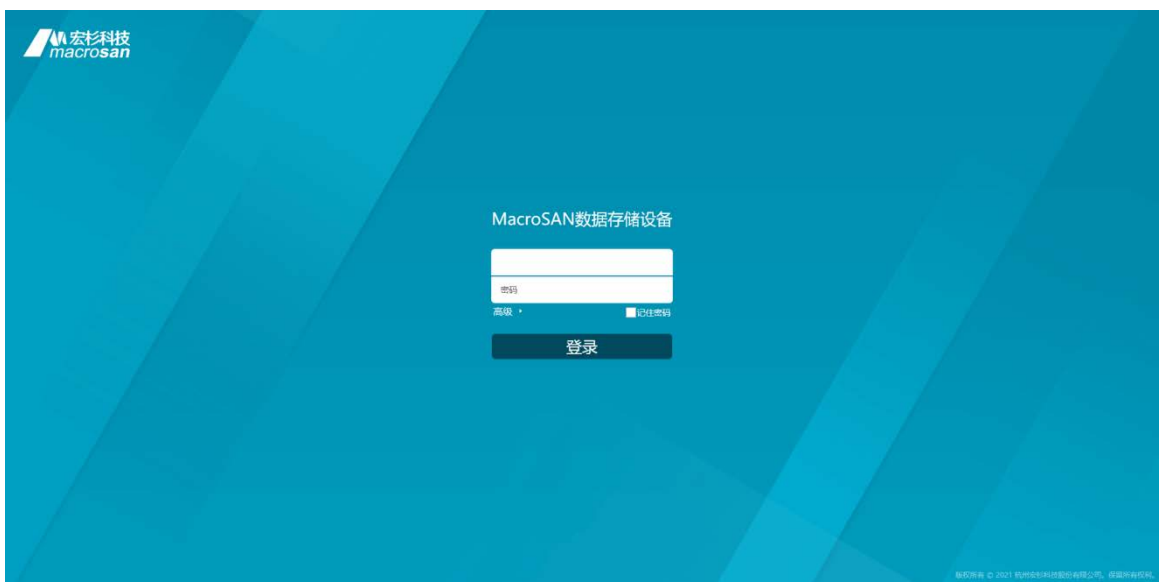 宏杉科技
macrosan
MacroSAN数据存储设备
密码
高级
记住密码
登录
版权所有 © 2021 杭州宏杉科技股份有限公司。保留所有权利。